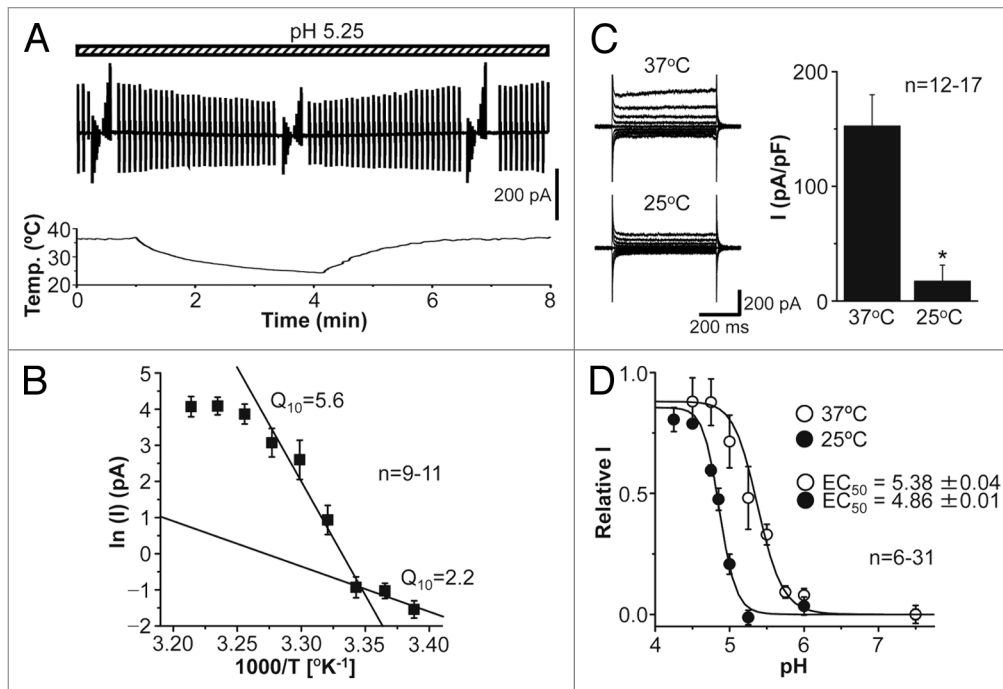 A
pH 5.25
200 pA
Temp. (ºC)
40
30
20
0
2
4
6
8
Time (min)
C
37ºC
25ºC
200 pA
200 ms
I (pA/pF)
200
100
0
n=12-17
*
37ºC
25ºC
B
ln (I) (pA)
5
4
3
2
1
0
−1
−2
Q10=5.6
n=9-11
Q10=2.2
3.20
3.25
3.30
3.35
3.40
1000/T [ºK-1]
D
Relative I
1.0
0.5
0.0
37ºC
25ºC
EC50 = 5.38 ±0.04
EC50 = 4.86 ±0.01
n=6-31
4
5
6
7
pH